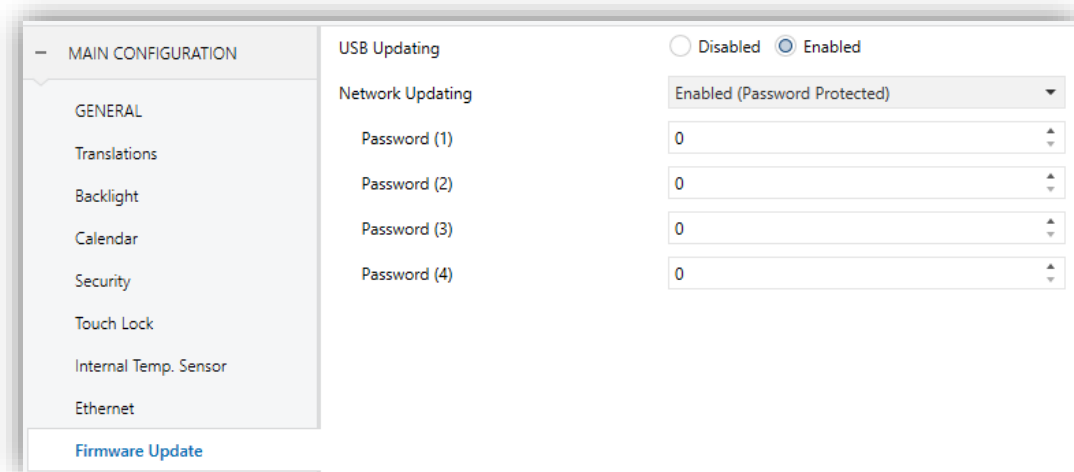 MAIN CONFIGURATION
GENERAL
Translations
Backlight
Calendar
Security
Touch Lock
Internal Temp. Sensor
Ethernet
Firmware Update
USB Updating Disabled Enabled
Network Updating Enabled (Password Protected)
Password (1) 0
Password (2) 0
Password (3) 0
Password (4) 0